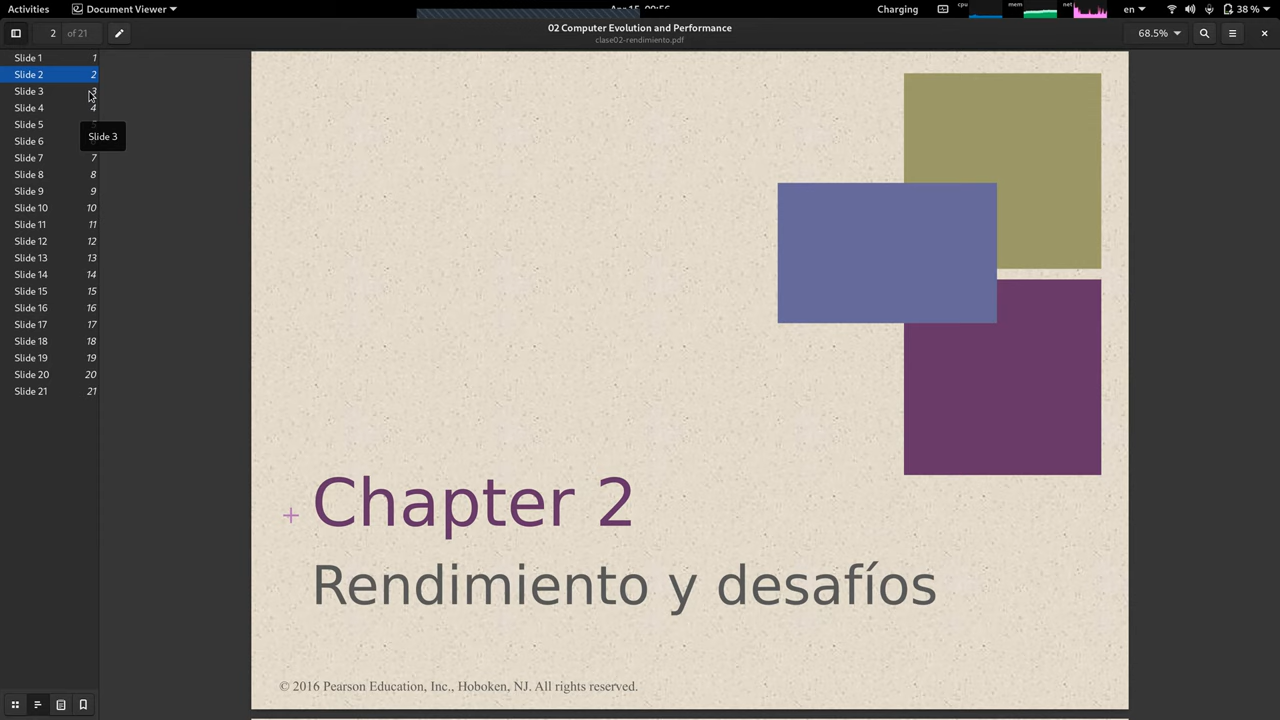 Activities Document Viewer Charging cpu mem net en 38 %
2 of 21 02 Computer Evolution and Performance 68.5%
clase02-rendimiento.pdf
Slide 1 1
Slide 2 2
Slide 3 3
Slide 4 4
Slide 5
Slide 6
Slide 3
Slide 7 7
Slide 8 8
Slide 9 9
Slide 10 10
Slide 11 11
Slide 12 12
Slide 13 13
Slide 14 14
Slide 15 15
Slide 16 16
Slide 17 17
Slide 18 18
Slide 19 19
Slide 20 20
Slide 21 21
+ Chapter 2
Rendimiento y desafíos
© 2016 Pearson Education, Inc., Hoboken, NJ. All rights reserved.